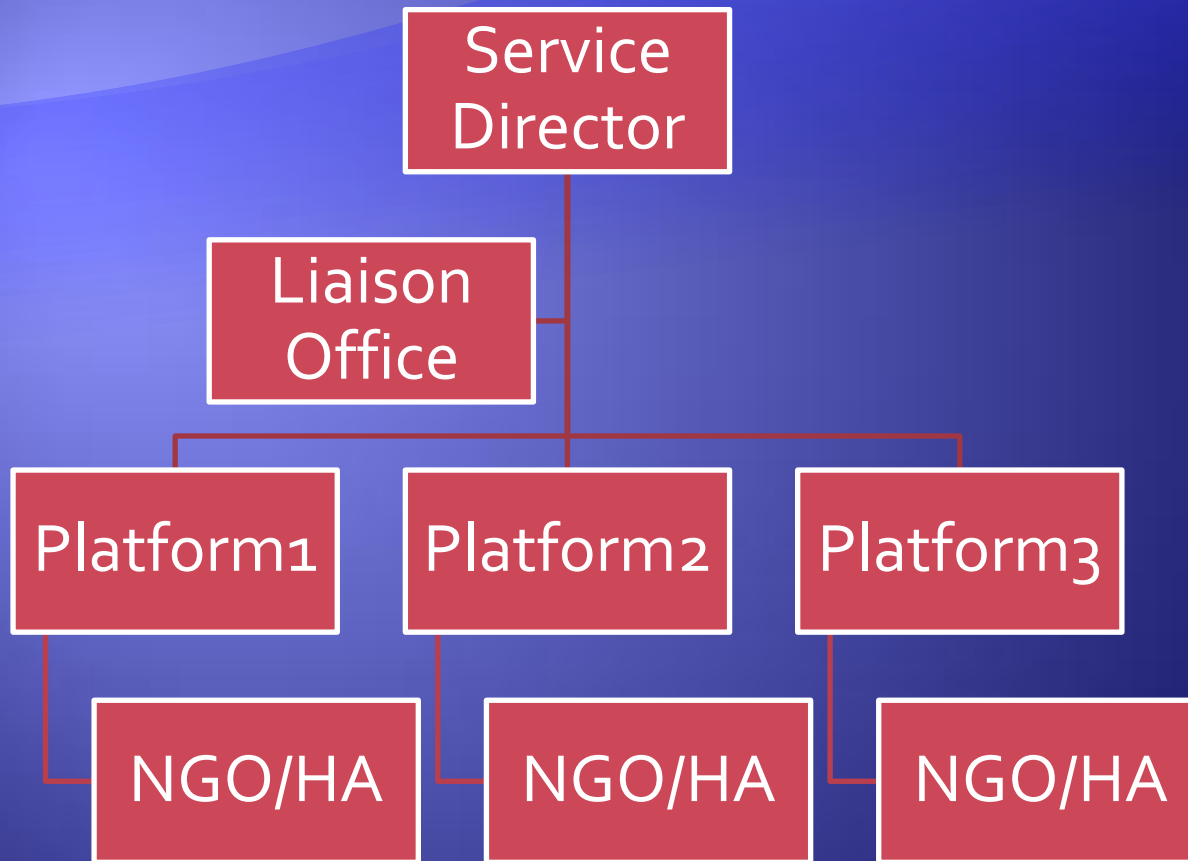 Service
Director
Liaison
Office
Platform1
Platform2
Platform3
NGO/HA
NGO/HA
NGO/HA